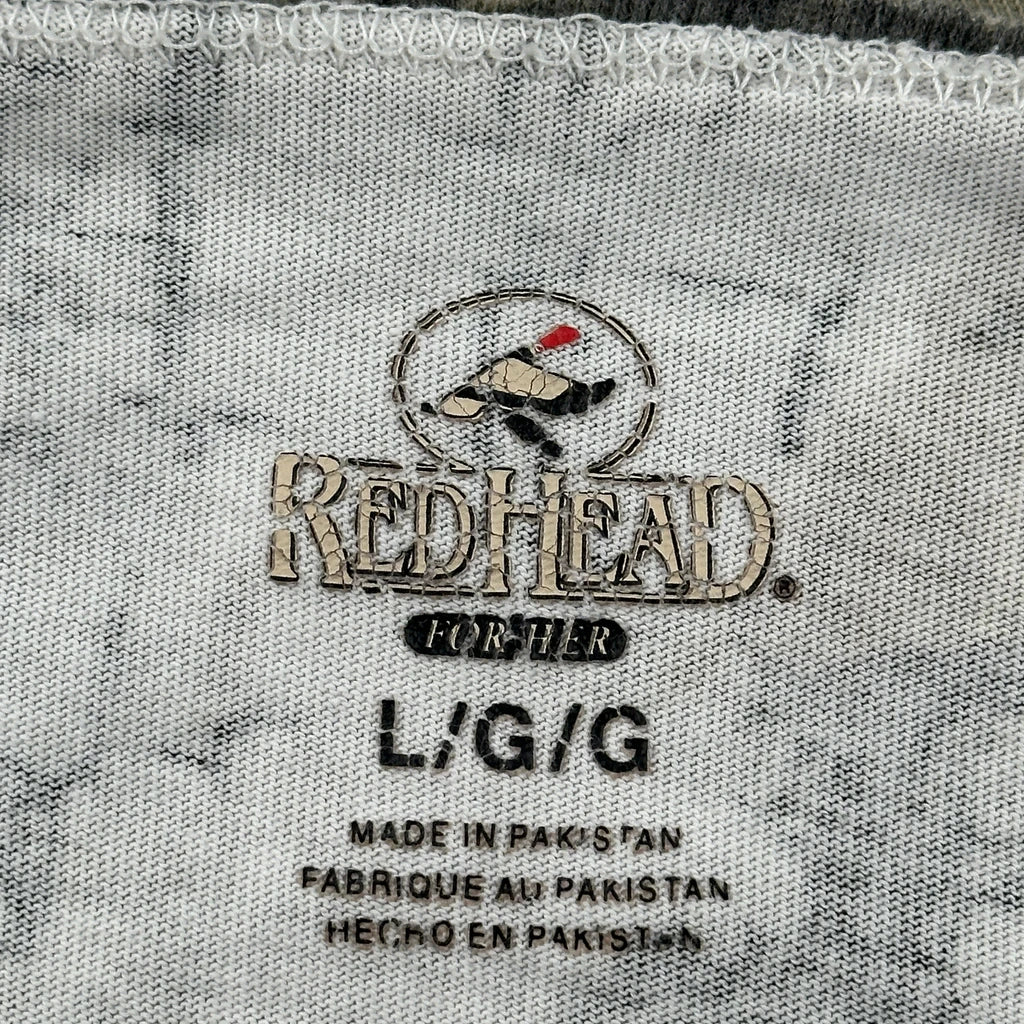 REDHEAD®
FOR HER
L/G/G
MADE IN PAKISTAN
FABRIQUE AU PAKISTAN
HECHO EN PAKISTAN